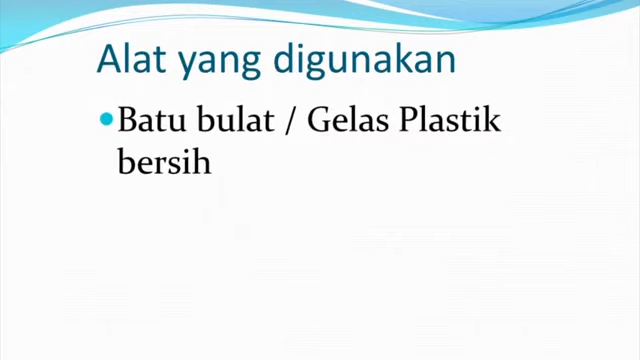 Alat yang digunakan
Batu bulat / Gelas Plastik
bersih